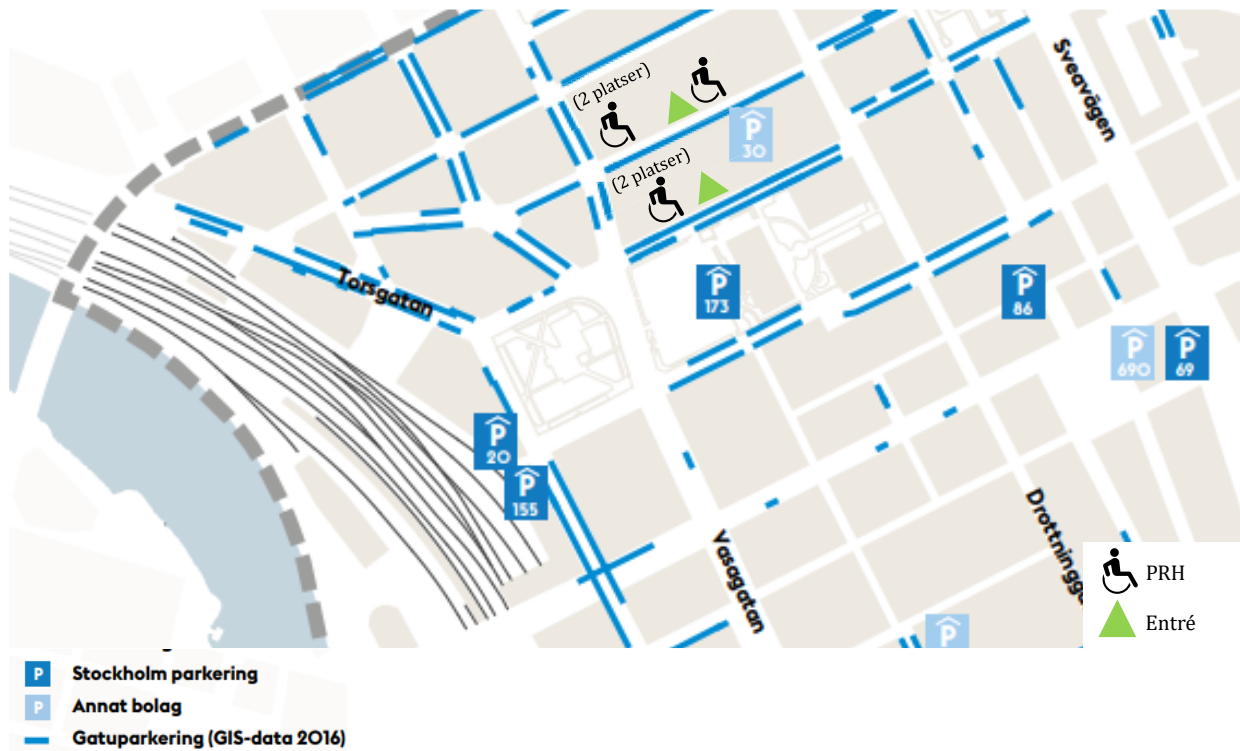 Sveavägen
(2 platser)
P
30
(2 platser)
Torsgatan
P
173
P
86
P
690
P
69
P
20
P
155
Vasagatan
P
PRH
Entré
P Stockholm parkering
P Annat bolag
Gatuparkering (GIS-data 2016)